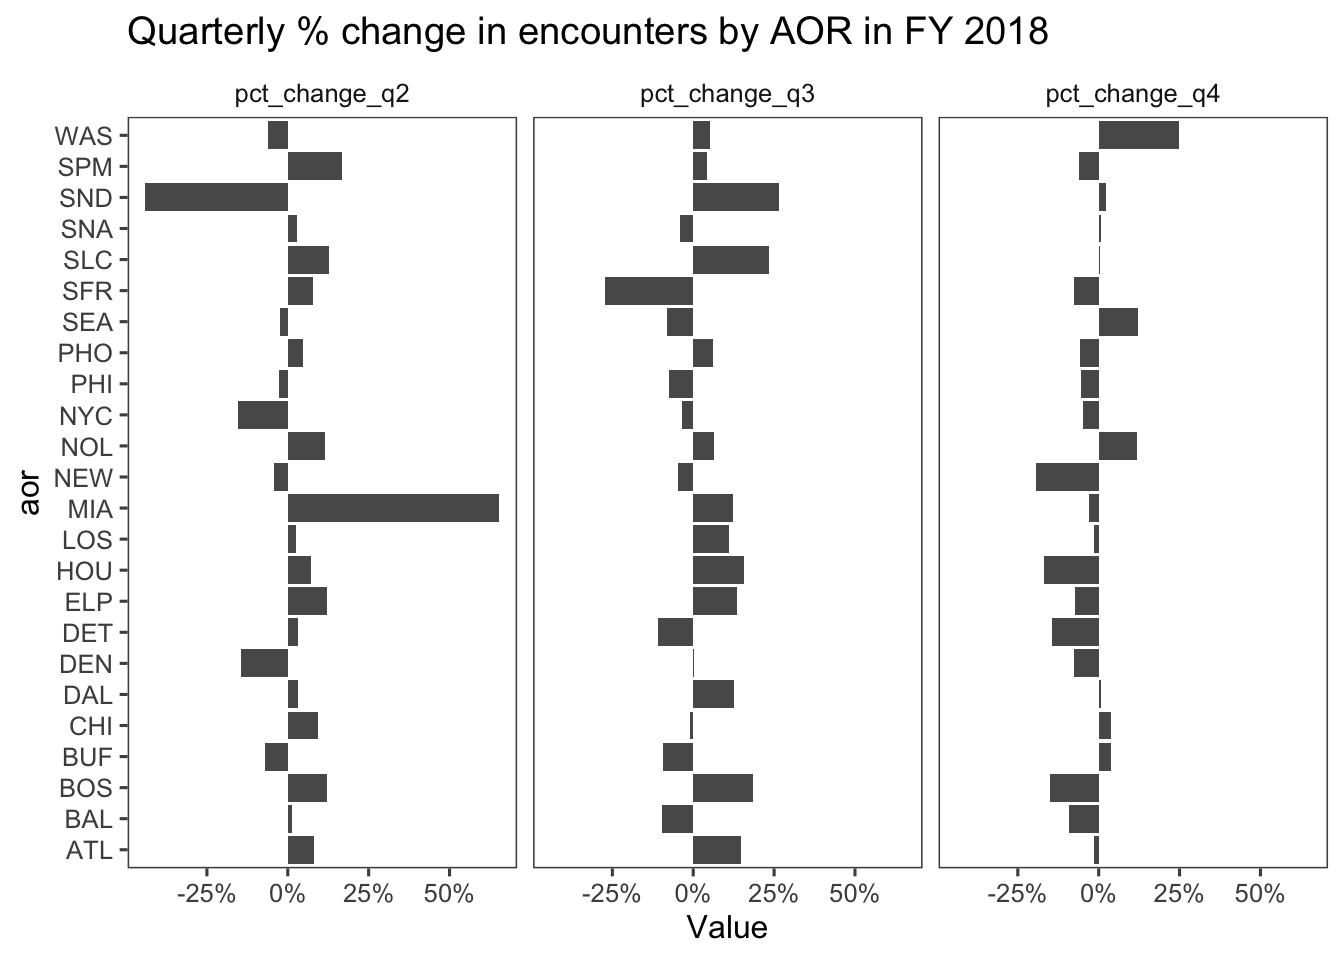 Quarterly % change in encounters by AOR in FY 2018
pct_change_q2 pct_change_q3 pct_change_q4
WAS
SPM
SND
SNA
SLC
SFR
SEA
PHO
PHI
NYC
NOL
NEW
MIA
LOS
HOU
ELP
DET
DEN
DAL
CHI
BUF
BOS
BAL
ATL
aor
-25% 0% 25% 50% -25% 0% 25% 50% -25% 0% 25% 50%
Value